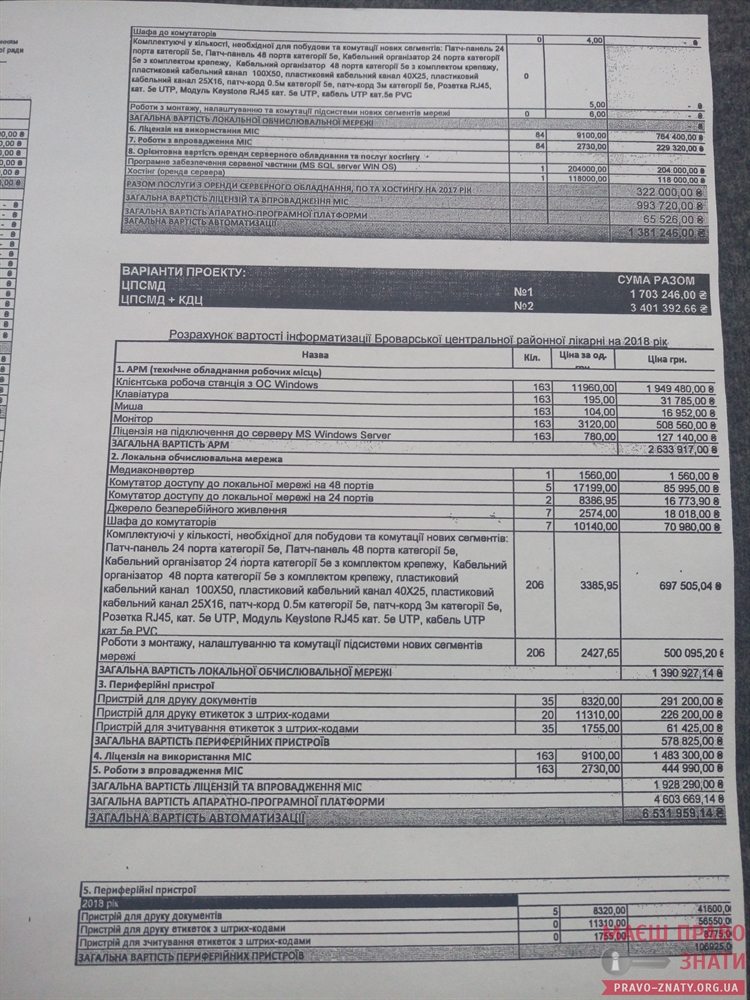 ої ради
Шафа до комутаторів 0 4,00 - ₴
Комплектуючі у кількості, необхідної для побудови та комутації нових сегментів: Патч-панель 24
порта категорії 5е, Патч-панель 48 порта категорії 5е, Кабельний організатор 24 порта категорії
5е з комплектом крепежу, Кабельний організатор 48 порта категорії 5е з комплектом крепежу,
пластиковий кабельний канал 100X50, пластиковий кабельний канал 40X25, пластиковий
кабельний канал 25X16, патч-корд 0.5м категорії 5е, патч-корд 3м категорії 5е, Розетка RJ45,
кат. 5е UTP, Модуль Keystone RJ45 кат. 5е UTP, кабель UTP кат.5е PVC 0 5,00 - ₴
Роботи з монтажу, налаштуванню та комутації підсистеми нових сегментів мережі 0 6,00 - ₴
ЗАГАЛЬНА ВАРТІСТЬ ЛОКАЛЬНОЇ ОБЧИСЛЮВАЛЬНОЇ МЕРЕЖІ
6. Ліцензія на використання МІС 84 9100,00 764 400,00 ₴
7. Роботи з впровадження МІС 84 2730,00 229 320,00 ₴
8. Орієнтовна вартість оренди серверного обладнання та послуг хостінгу
Програмне забезпечення серверної частини (MS SQL server WIN OS) 1 204000,00 204 000,00 ₴
Хостінг (оренда сервера) 1 118000,00 118 000,00 ₴
РАЗОМ ПОСЛУГИ З ОРЕНДИ СЕРВЕРНОГО ОБЛАДНАННЯ, ПО ТА ХОСТИНГУ НА 2017 РІК 322 000,00 ₴
ЗАГАЛЬНА ВАРТІСТЬ ЛІЦЕНЗІЙ ТА ВПРОВАДЖЕННЯ МІС 993 720,00 ₴
ЗАГАЛЬНА ВАРТІСТЬ АПАРАТНО-ПРОГРАМНОЇ ПЛАТФОРМИ 65 526,00 ₴
ЗАГАЛЬНА ВАРТІСТЬ АВТОМАТИЗАЦІЇ 1 381 246,00 ₴
ВАРІАНТИ ПРОЕКТУ: СУМА РАЗОМ
ЦПСМД №1 1 703 246,00 ₴
ЦПСМД + КДЦ №2 3 401 392.66 ₴
Розрахунок вартості інформатизації Броварської центральної районної лікарні на 2018 рік
Назва Кіл. Ціна за од. Ціна грн.
1. АРМ (технічне обладнання робочих місць)
Клієнтська робоча станція з ОС Windows 163 11960,00 1 949 480,00 ₴
Клавіатура 163 195,00 31 785,00 ₴
Миша 163 104,00 16 952,00 ₴
Монітор 163 3120,00 508 560,00 ₴
Ліцензія на підключення до серверу MS Windows Server 163 780,00 127 140,00 ₴
ЗАГАЛЬНА ВАРТІСТЬ АРМ 2 633 917,00 ₴
2. Локальна обчислювальна мережа
Медиаконвертер 1 1560,00 1 560,00 ₴
Комутатор доступу до локальної мережі на 48 портів 5 17199,00 85 995,00 ₴
Комутатор доступу до локальної мережі на 24 портів 2 8386,95 16 773,90 ₴
Джерело безперебійного живлення 7 2574,00 18 018,00 ₴
Шафа до комутаторів 7 10140,00 70 980,00 ₴
Комплектуючі у кількості, необхідної для побудови та комутації нових сегментів:
Патч-панель 24 порта категорії 5е, Патч-панель 48 порта категорії 5е,
Кабельний організатор 24 порта категорії 5е з комплектом крепежу, Кабельний
організатор 48 порта категорії 5е з комплектом крепежу, пластиковий
кабельний канал 100X50, пластиковий кабельний канал 40X25, пластиковий
кабельний канал 25X16, патч-корд 0.5м категорії 5е, патч-корд 3м категорії 5е,
Розетка RJ45, кат. 5е UTP, Модуль Keystone RJ45 кат. 5е UTP, кабель UTP
кат.5е PVC 206 3385,95 697 505,04 ₴
Роботи з монтажу, налаштуванню та комутації підсистеми нових сегментів
мережі 206 2427,65 500 095,20 ₴
ЗАГАЛЬНА ВАРТІСТЬ ЛОКАЛЬНОЇ ОБЧИСЛЮВАЛЬНОЇ МЕРЕЖІ 1 390 927,14 ₴
3. Периферійні пристрої
Пристрій для друку документів 35 8320,00 291 200,00 ₴
Пристрій для друку етикеток з штрих-кодами 20 11310,00 226 200,00 ₴
Пристрій для зчитування етикеток з штрих-кодами 35 1755,00 61 425,00 ₴
ЗАГАЛЬНА ВАРТІСТЬ ПЕРИФЕРІЙНИХ ПРИСТРОЇВ 578 825,00 ₴
4. Ліцензія на використання МІС 163 9100,00 1 483 300,00 ₴
5. Роботи з впровадження МІС 163 2730,00 444 990,00 ₴
ЗАГАЛЬНА ВАРТІСТЬ ЛІЦЕНЗІЙ ТА ВПРОВАДЖЕННЯ МІС 1 928 290,00 ₴
ЗАГАЛЬНА ВАРТІСТЬ АПАРАТНО-ПРОГРАМНОЇ ПЛАТФОРМИ 4 603 669,14 ₴
ЗАГАЛЬНА ВАРТІСТЬ АВТОМАТИЗАЦІЇ 6 531 959,14 ₴
5. Периферійні пристрої
2018 рік
Пристрій для друку документів 5 8320,00 41600,0
Пристрій для друку етикеток з штрих-кодами 0 11310,00 56550,0
Пристрій для зчитування етикеток з штрих-кодами 0 1755,00 8775,0
ЗАГАЛЬНА ВАРТІСТЬ ПЕРИФЕРІЙНИХ ПРИСТРОЇВ 106925,0
МАЄШ ПРАВО
ЗНАТИ
PRAVO-ZNATY.ORG.UA